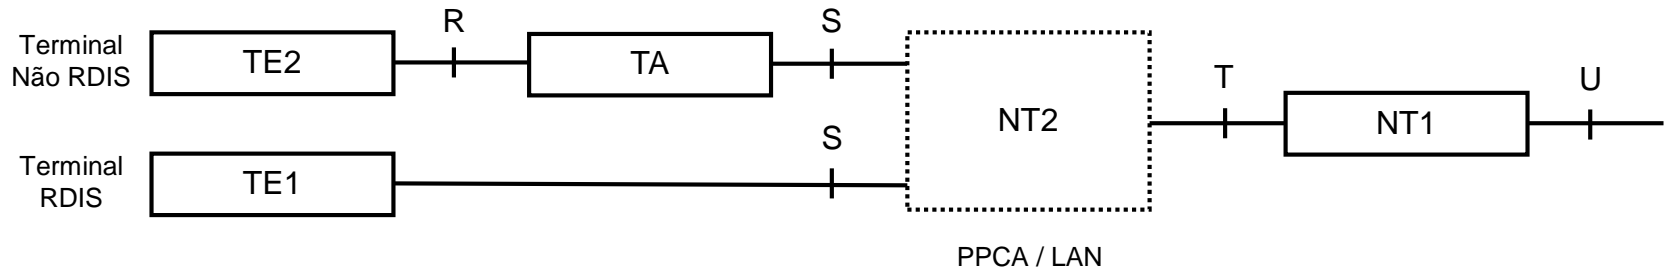 Terminal
Não RDIS
TE2
R
TA
S
NT2
T
NT1
U
Terminal
RDIS
TE1
S
PPCA / LAN